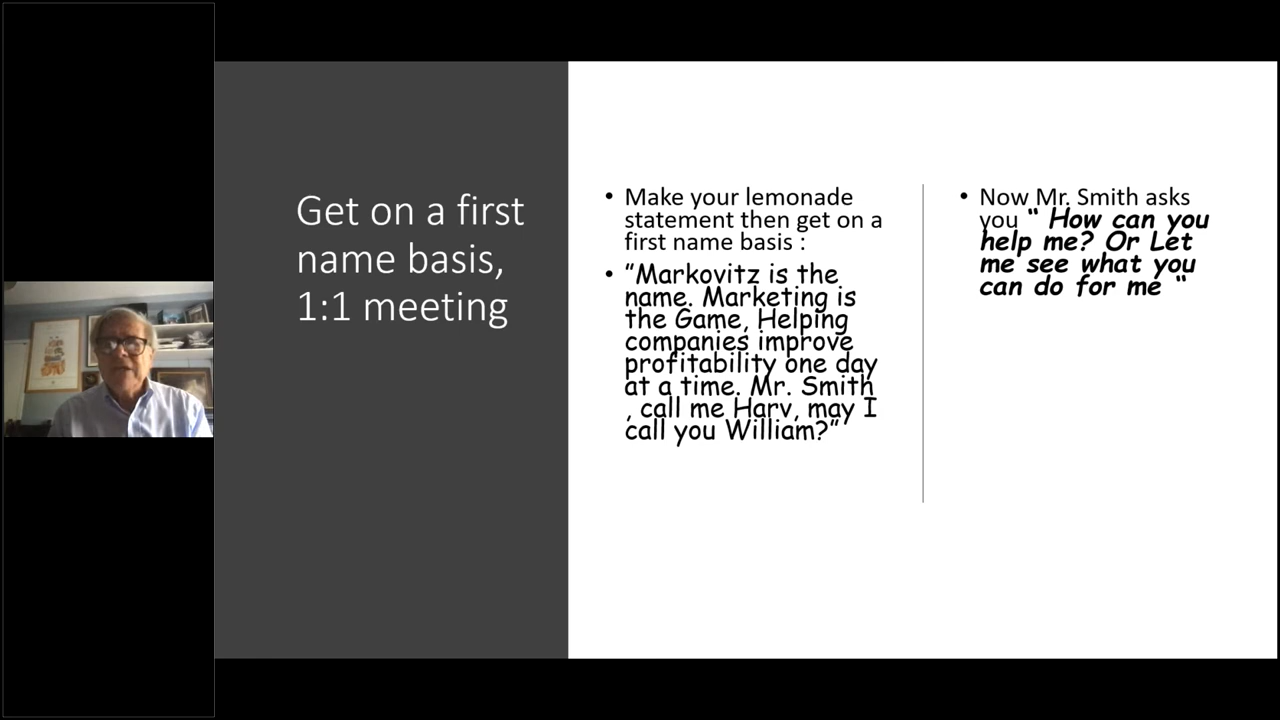 Get on a first
name basis,
1:1 meeting
• Make your lemonade
statement then get on a
first name basis :
• “Markovitz is the
name. Marketing is
the Game, Helping
companies improve
profitability one day
at a time. Mr. Smith
, call me Harv, may I
call you William?”
• Now Mr. Smith asks
you “ How can you
help me? Or Let
me see what you
can do for me “